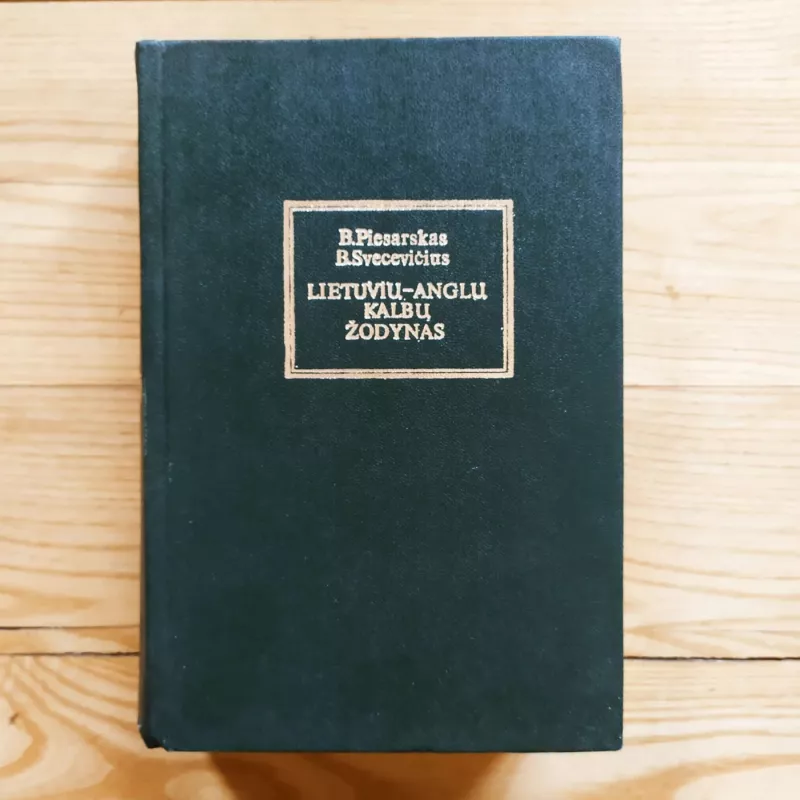 B.Piesarskas
B.Svecevičius
LIETUVIŲ-ANGLŲ
KALBŲ
ŽODYNAS